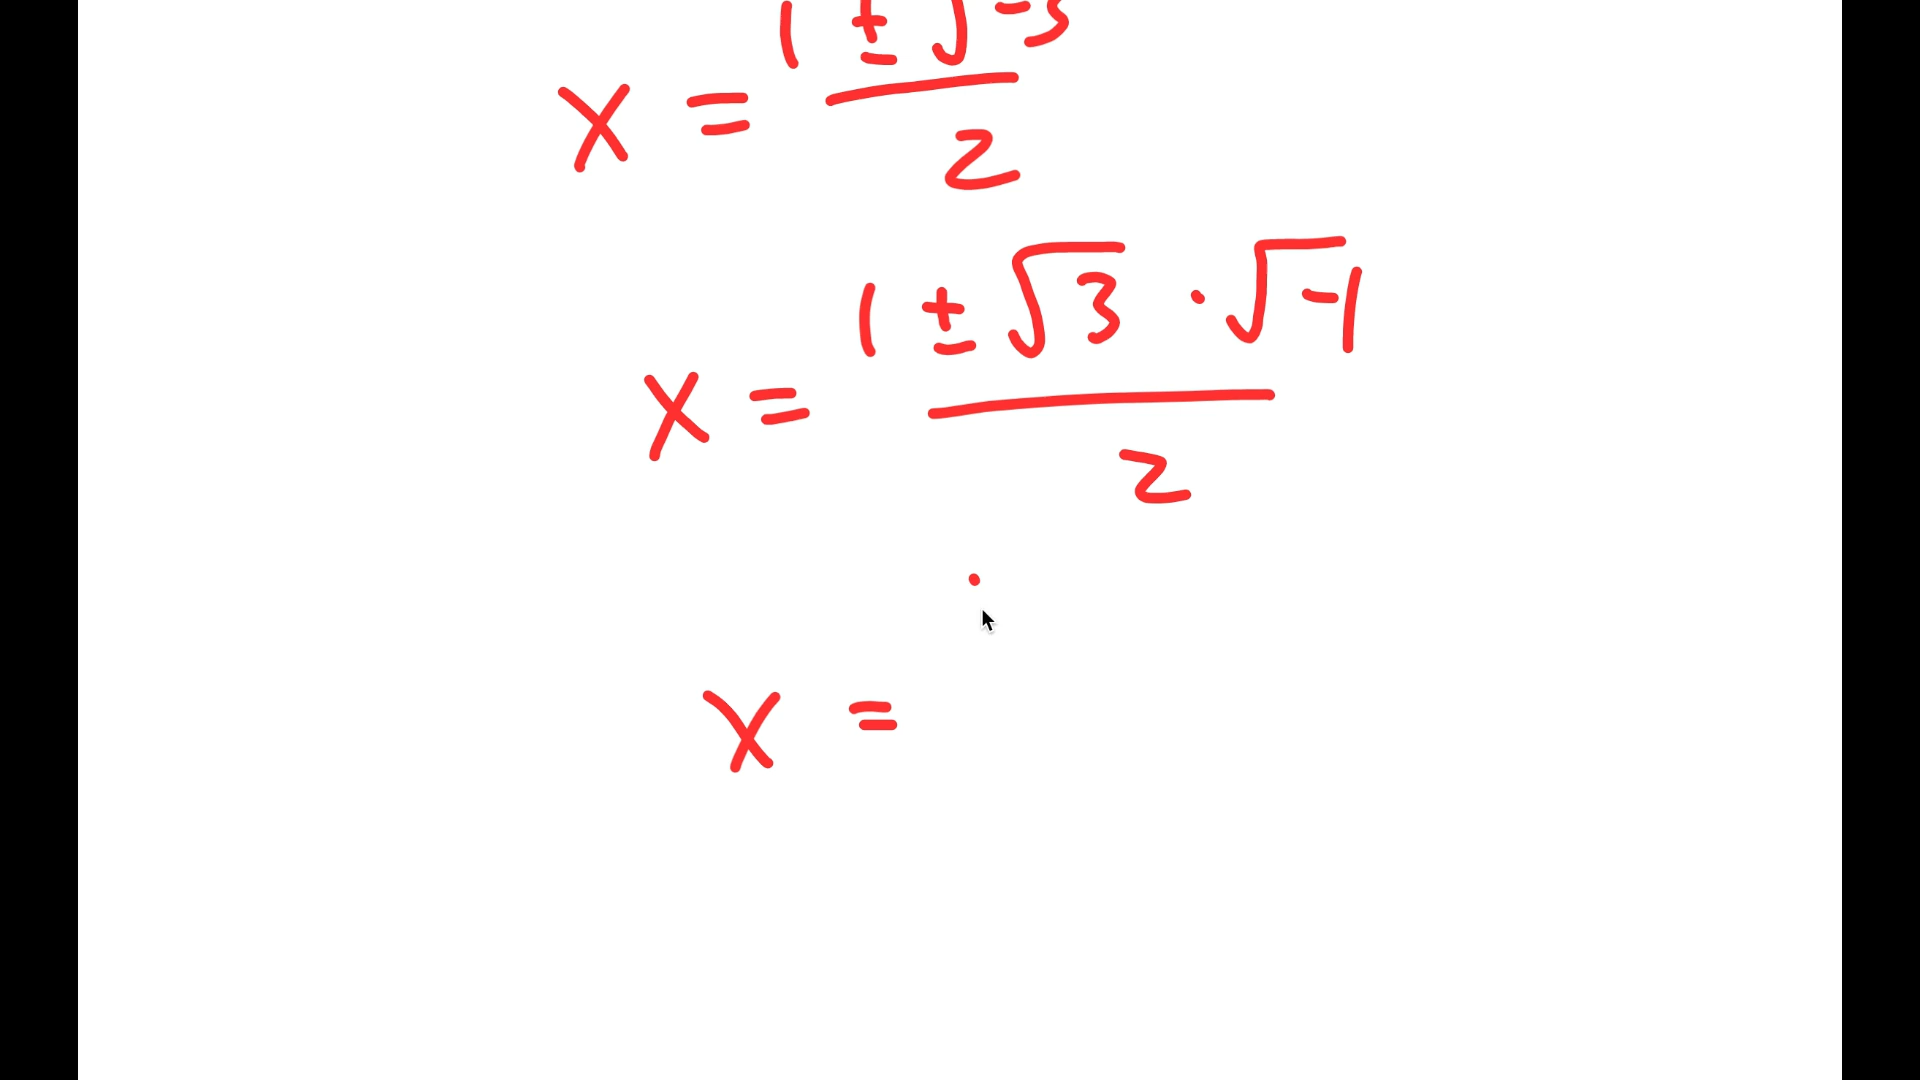 x = (1 ± √-3) / 2
x = (1 ± √3 · √-1) / 2
x =